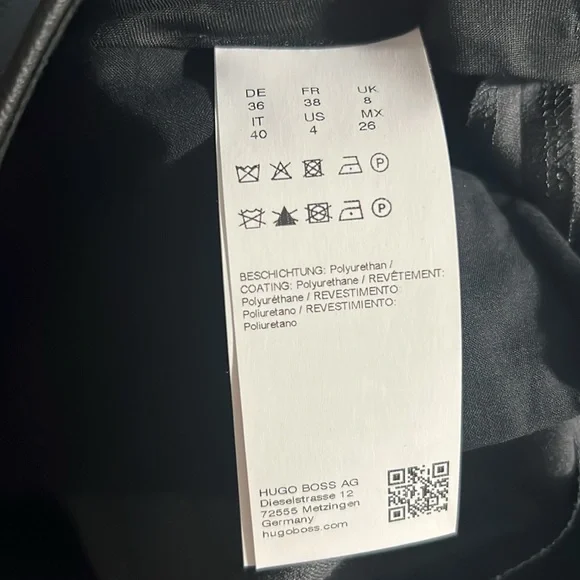 DE FR UK
36 38 8
IT US MX
40 4 26
P
P
BESCHICHTUNG: Polyurethan /
COATING: Polyurethane / REVÊTEMENT:
Polyuréthane / REVESTIMENTO:
Poliuretano / REVESTIMIENTO:
Poliuretano
HUGO BOSS AG
Dieselstrasse 12
72555 Metzingen
Germany
hugoboss.com